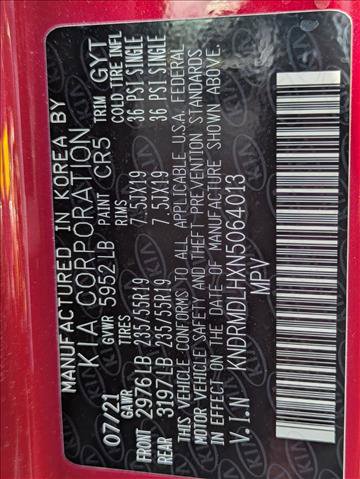 MANUFACTURED IN KOREA BY
KIA CORPORATION
07/21 GVWR 5952LB PAINT CR5 TRIM GYT
GAWR TIRES RIMS COLD TIRE INFL
FRONT 2976LB 235/55R19 7.5JX19 36 PSI SINGLE
REAR 3197LB 235/55R19 7.5JX19 36 PSI SINGLE
THIS VEHICLE CONFORMS TO ALL APPLICABLE U.S.A. FEDERAL
MOTOR VEHICLE SAFETY AND THEFT PREVENTION STANDARDS
IN EFFECT ON THE DATE OF MANUFACTURE SHOWN ABOVE.
V.I.N KNDRMDLHXN5064013
MPV